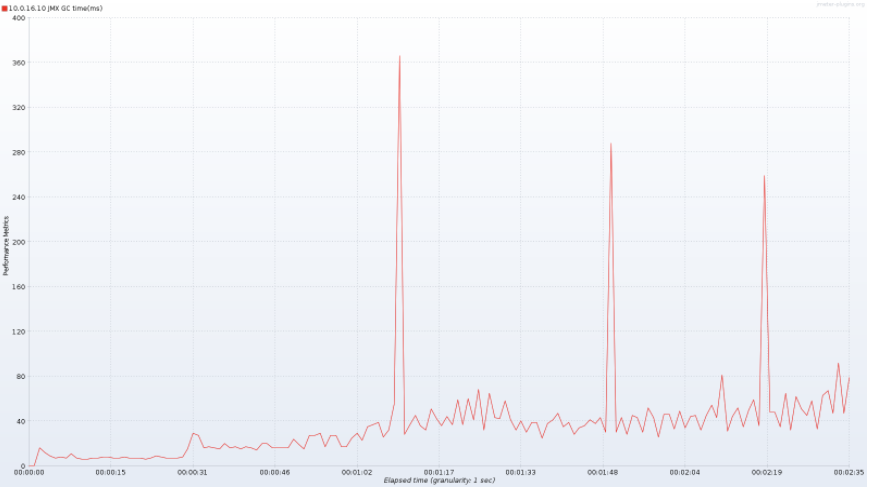 10.0.16.10 JMX GC time(ms)
jmeter-plugins.org
400
360
320
280
240
200
160
120
80
40
0
Performance Metrics
00:00:00 00:00:15 00:00:31 00:00:46 00:01:02 00:01:17 00:01:33 00:01:48 00:02:04 00:02:19 00:02:35
Elapsed time (granularity: 1 sec)